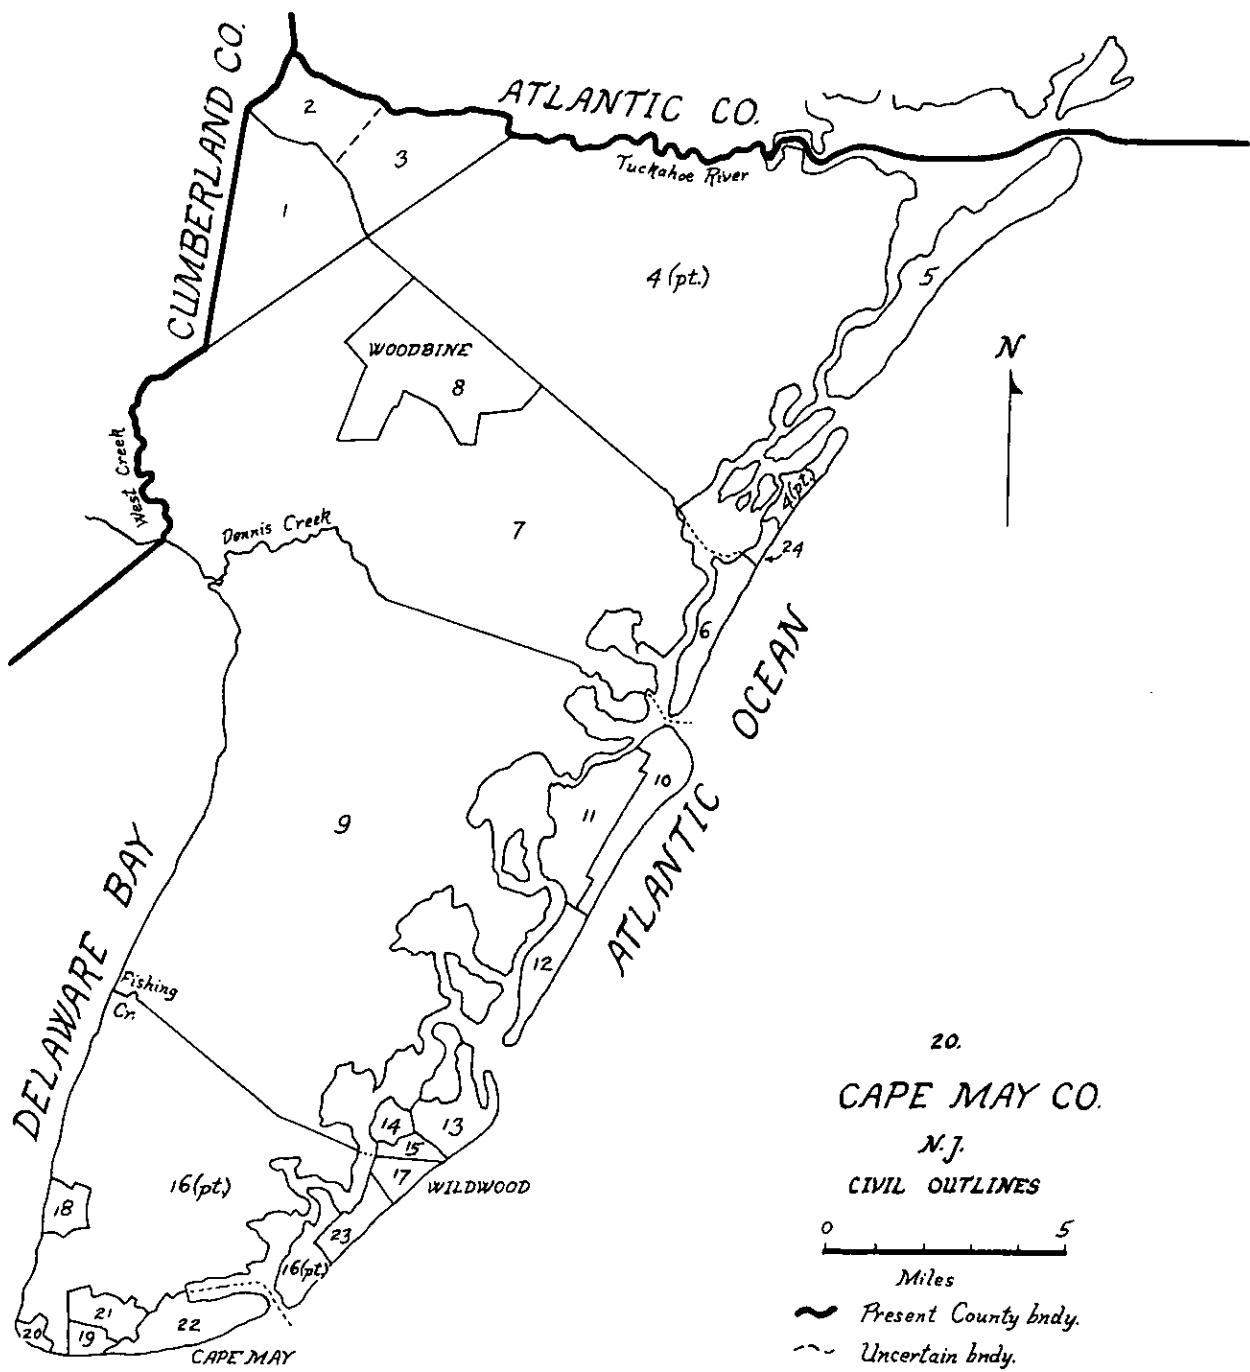 CUMBERLAND CO.
ATLANTIC CO.
Tuckahoe River
2
3
1
4 (pt.)
5
N
WOODBINE
8
West Creek
Dennis Creek
7
4(pt.)
24
6
ATLANTIC OCEAN
10
11
9
12
DELAWARE BAY
Fishing
Cr.
14
13
15
17
WILDWOOD
16(pt.)
18
23
16(pt.)
21
20
19
22
CAPE MAY
20.
CAPE MAY CO.
N.J.
CIVIL OUTLINES
0 5
Miles
Present County bndy.
Uncertain bndy.